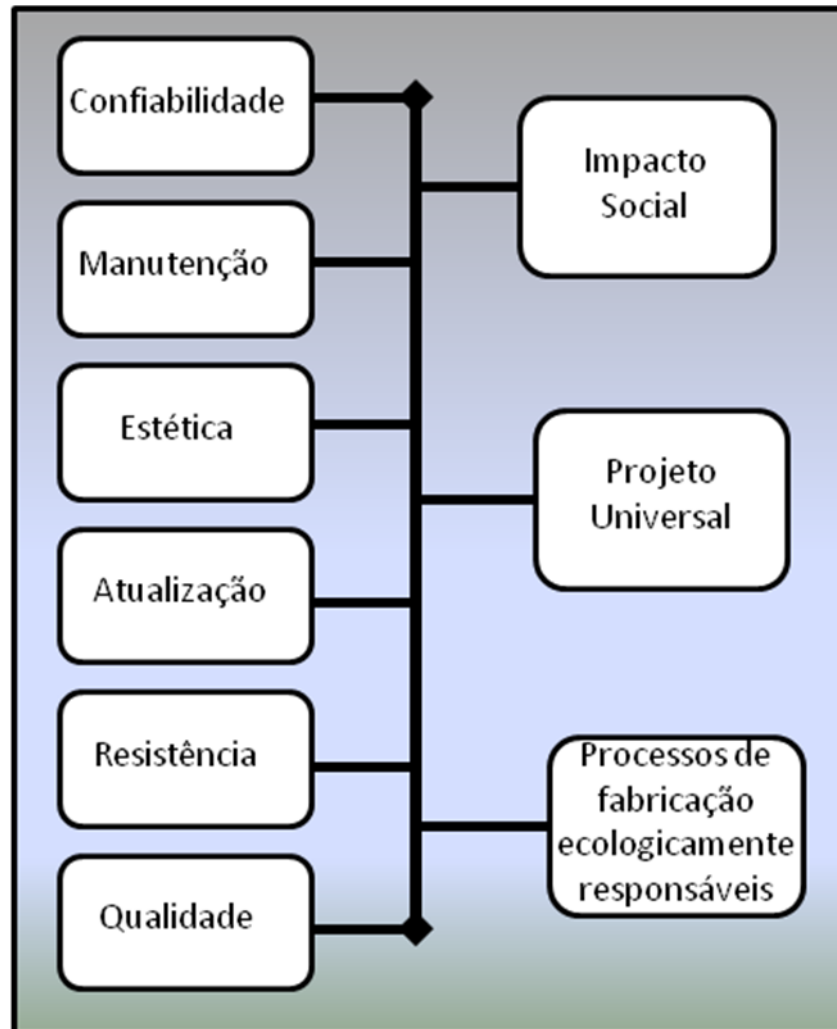 Confiabilidade
Manutenção
Estética
Atualização
Resistência
Qualidade
Impacto
Social
Projeto
Universal
Processos de
fabricação
ecologicamente
responsáveis